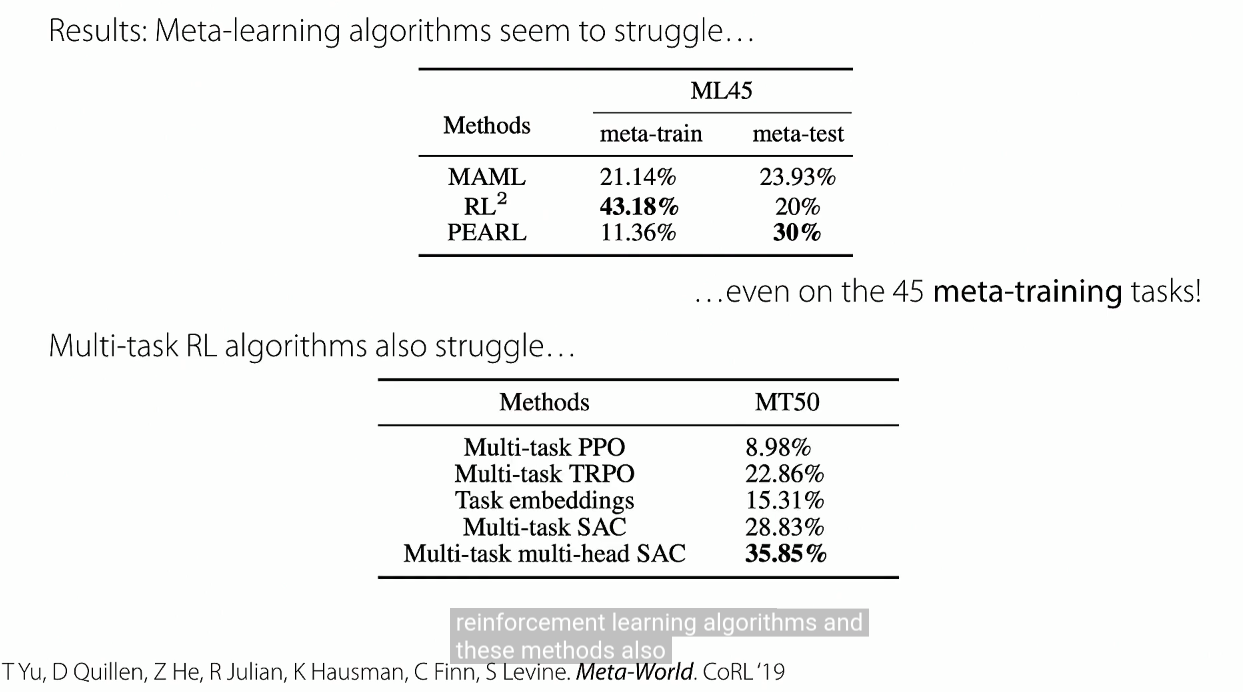 Results: Meta-learning algorithms seem to struggle…
ML45
Methods
meta-train meta-test
MAML 21.14% 23.93%
RL² 43.18% 20%
PEARL 11.36% 30%
…even on the 45 meta-training tasks!
Multi-task RL algorithms also struggle…
Methods MT50
Multi-task PPO 8.98%
Multi-task TRPO 22.86%
Task embeddings 15.31%
Multi-task SAC 28.83%
Multi-task multi-head SAC 35.85%
reinforcement learning algorithms and
these methods also
T Yu, D Quillen, Z He, R Julian, K Hausman, C Finn, S Levine. Meta-World. CoRL ‘19